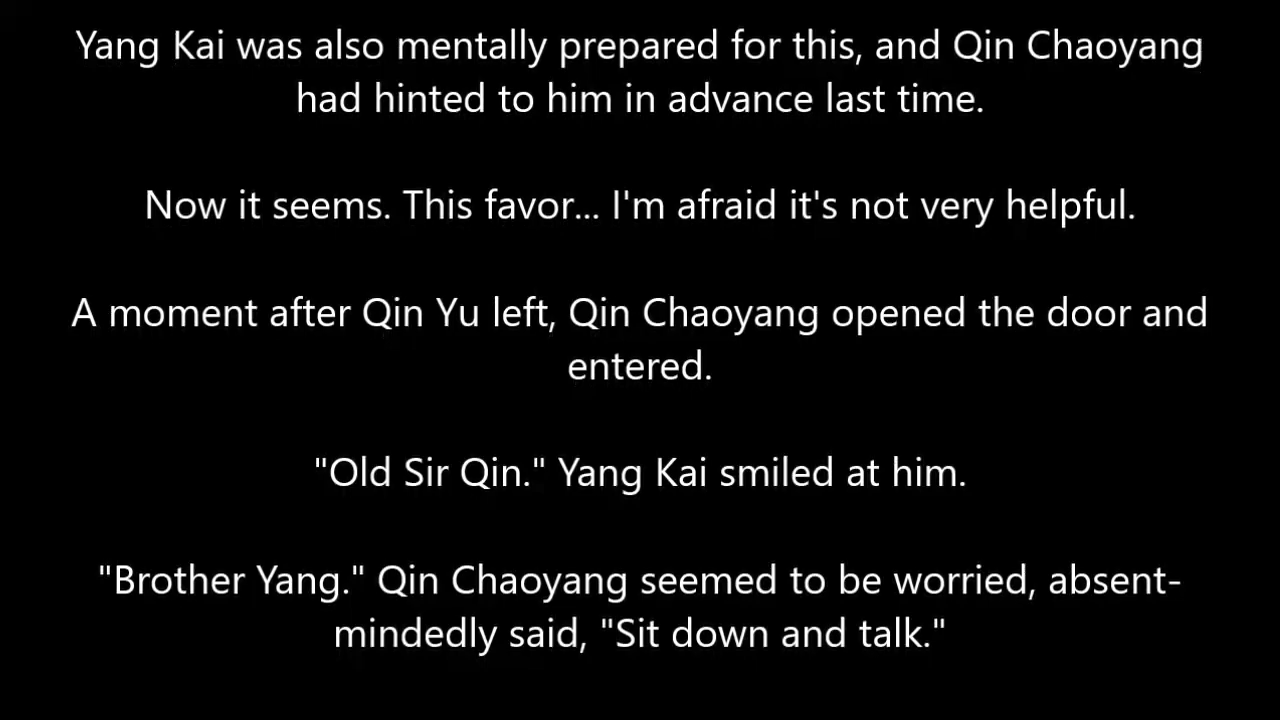 Yang Kai was also mentally prepared for this, and Qin Chaoyang
had hinted to him in advance last time.
Now it seems. This favor... I'm afraid it's not very helpful.
A moment after Qin Yu left, Qin Chaoyang opened the door and
entered.
"Old Sir Qin." Yang Kai smiled at him.
"Brother Yang." Qin Chaoyang seemed to be worried, absent-
mindedly said, "Sit down and talk."